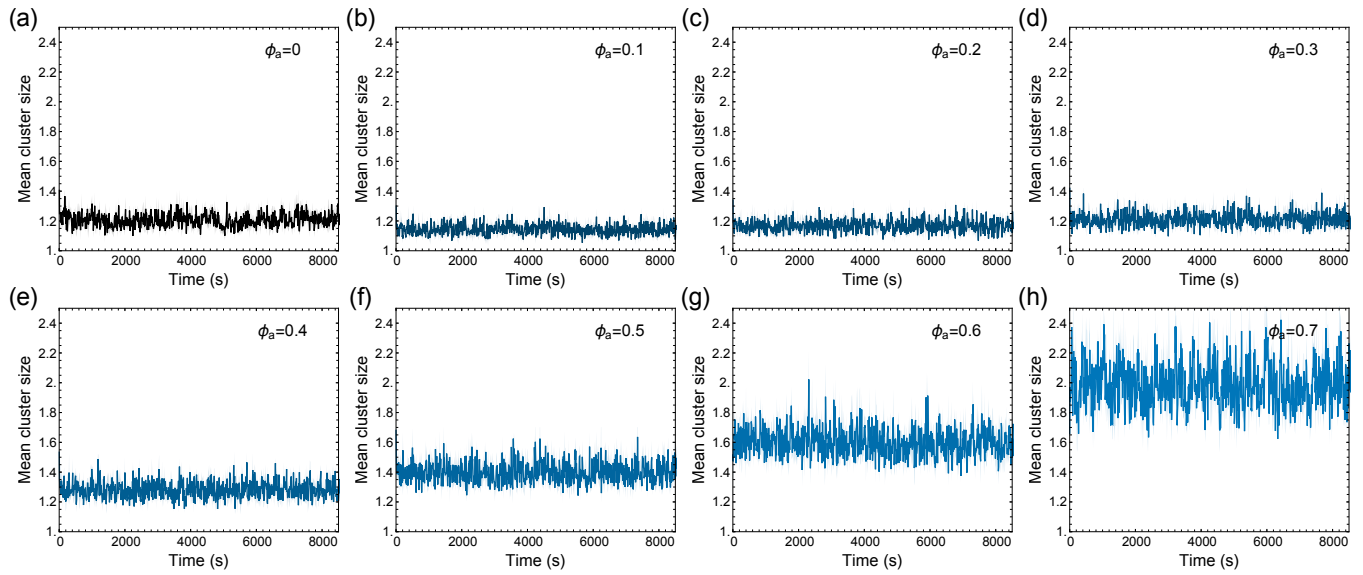 (a)
ϕa=0
Mean cluster size
2.4
2.2
2.
1.8
1.6
1.4
1.2
1.
0 2000 4000 6000 8000
Time (s)
(b)
ϕa=0.1
Mean cluster size
2.4
2.2
2.
1.8
1.6
1.4
1.2
1.
0 2000 4000 6000 8000
Time (s)
(c)
ϕa=0.2
Mean cluster size
2.4
2.2
2.
1.8
1.6
1.4
1.2
1.
0 2000 4000 6000 8000
Time (s)
(d)
ϕa=0.3
Mean cluster size
2.4
2.2
2.
1.8
1.6
1.4
1.2
1.
0 2000 4000 6000 8000
Time (s)
(e)
ϕa=0.4
Mean cluster size
2.4
2.2
2.
1.8
1.6
1.4
1.2
1.
0 2000 4000 6000 8000
Time (s)
(f)
ϕa=0.5
Mean cluster size
2.4
2.2
2.
1.8
1.6
1.4
1.2
1.
0 2000 4000 6000 8000
Time (s)
(g)
ϕa=0.6
Mean cluster size
2.4
2.2
2.
1.8
1.6
1.4
1.2
1.
0 2000 4000 6000 8000
Time (s)
(h)
ϕa=0.7
Mean cluster size
2.4
2.2
2.
1.8
1.6
1.4
1.2
1.
0 2000 4000 6000 8000
Time (s)